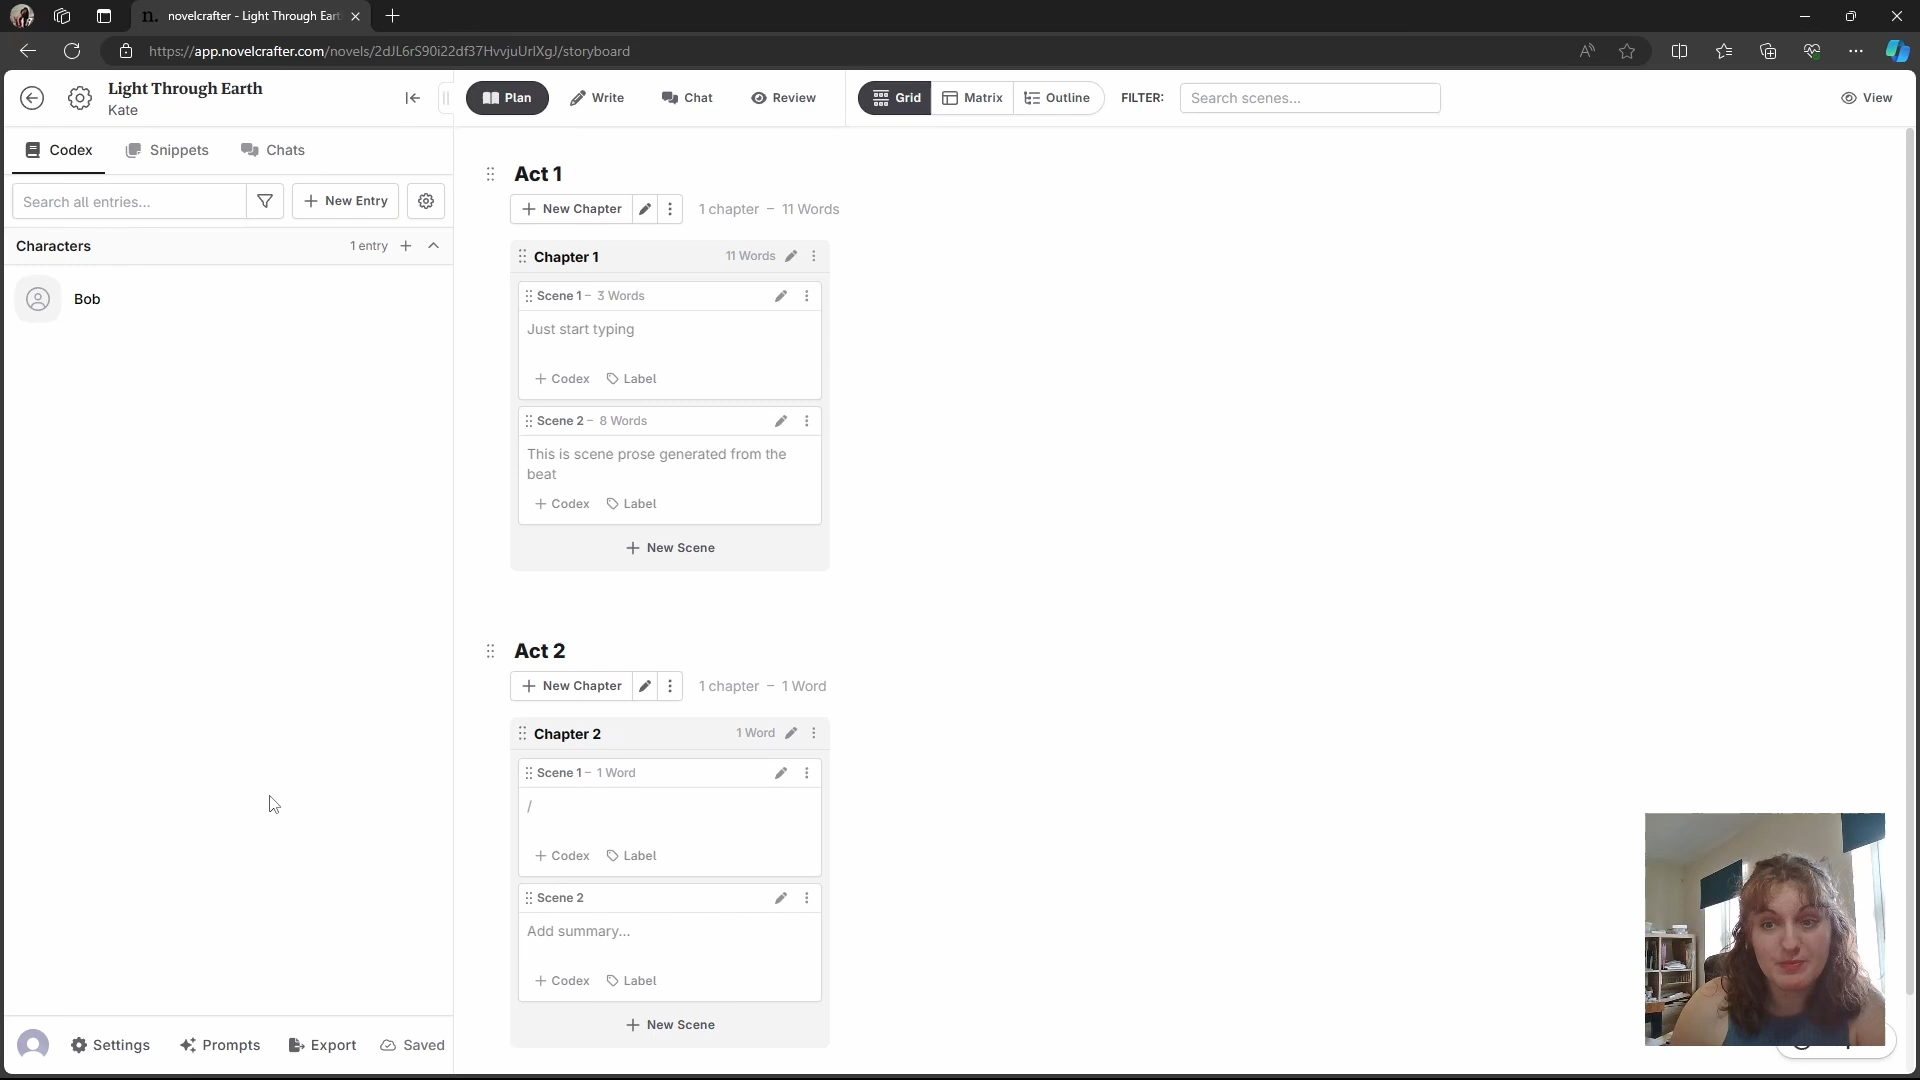 n. novelcrafter - Light Through Eart
https://app.novelcrafter.com/novels/2dJL6rS90i22df37HvvjuUrIXgJ/storyboard
Light Through Earth
Kate
Plan
Write
Chat
Review
Grid
Matrix
Outline
FILTER:
Search scenes...
View
Codex
Snippets
Chats
Search all entries...
New Entry
Characters
1 entry
Bob
Act 1
New Chapter
1 chapter – 11 Words
Chapter 1
11 Words
Scene 1 – 3 Words
Just start typing
Codex
Label
Scene 2 – 8 Words
This is scene prose generated from the
beat
Codex
Label
New Scene
Act 2
New Chapter
1 chapter – 1 Word
Chapter 2
1 Word
Scene 1 – 1 Word
/
Codex
Label
Scene 2
Add summary...
Codex
Label
New Scene
Settings
Prompts
Export
Saved